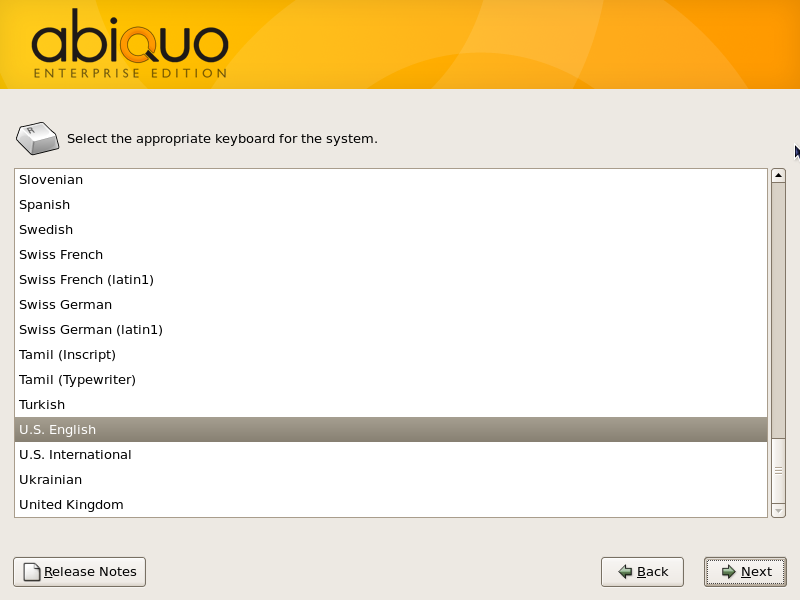 abiquo
ENTERPRISE EDITION
R
Select the appropriate keyboard for the system.
Slovenian
Spanish
Swedish
Swiss French
Swiss French (latin1)
Swiss German
Swiss German (latin1)
Tamil (Inscript)
Tamil (Typewriter)
Turkish
U.S. English
U.S. International
Ukrainian
United Kingdom
Release Notes
Back
Next